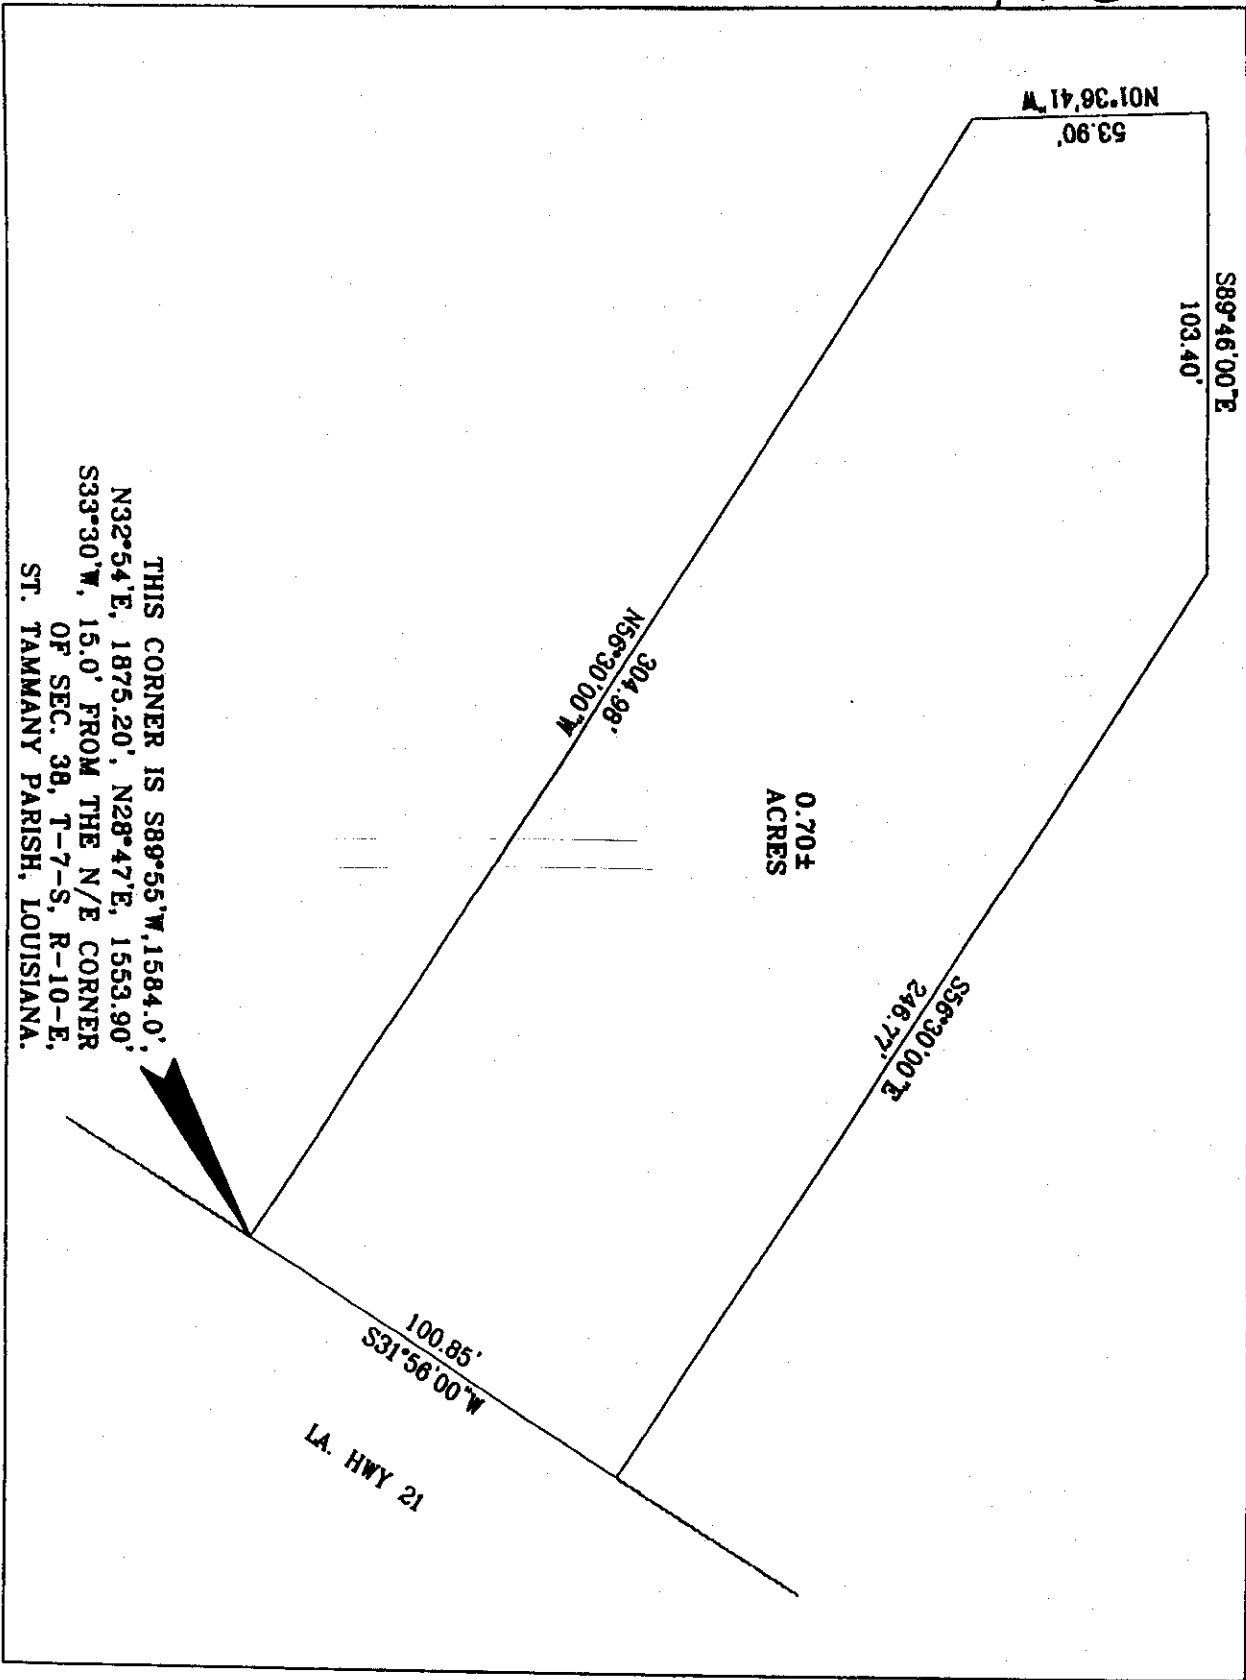 N01°36'41"W
53.90'
S89°46'00"E
103.40'
304.98'
N56°30'00"W
0.70±
ACRES
S56°30'00"E
246.77'
THIS CORNER IS S89°55'W,1584.0',
N32°54'E, 1875.20', N28°47'E, 1553.90'
S33°30'W, 15.0' FROM THE N/E CORNER
OF SEC. 38, T-7-S, R-10-E,
ST. TAMMANY PARISH, LOUISIANA.
100.85'
S31°56'00"W
LA. HWY 21